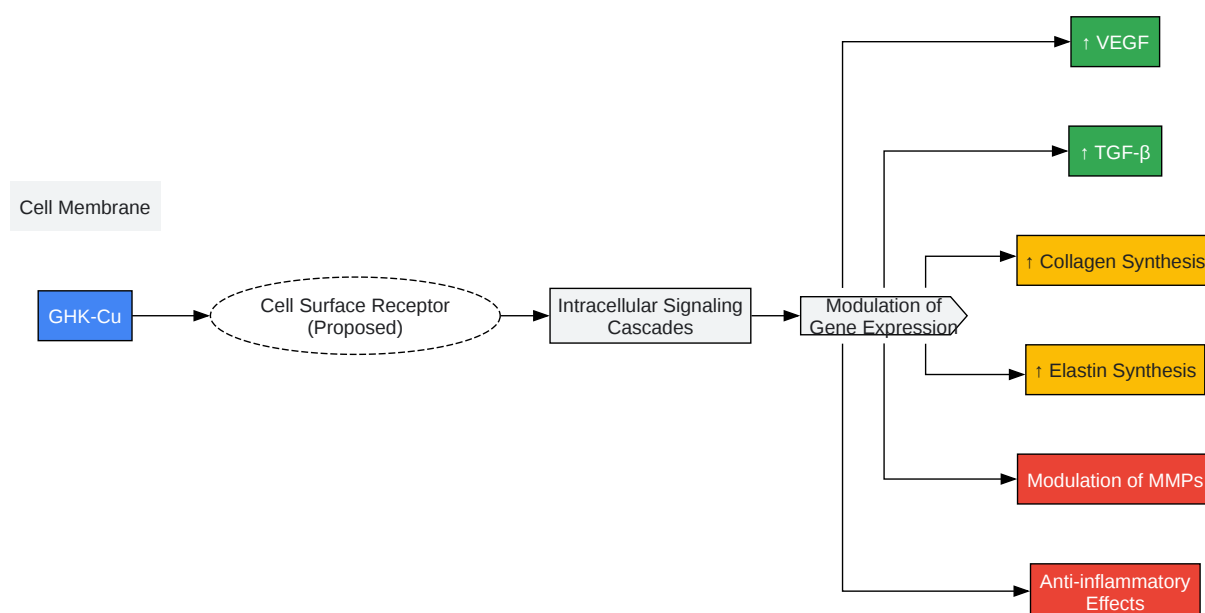 ↑ VEGF
↑ TGF-β
Cell Membrane
↑ Collagen Synthesis
GHK-Cu
Cell Surface Receptor
(Proposed)
Intracellular Signaling
Cascades
Modulation of
Gene Expression
↑ Elastin Synthesis
Modulation of MMPs
Anti-inflammatory
Effects